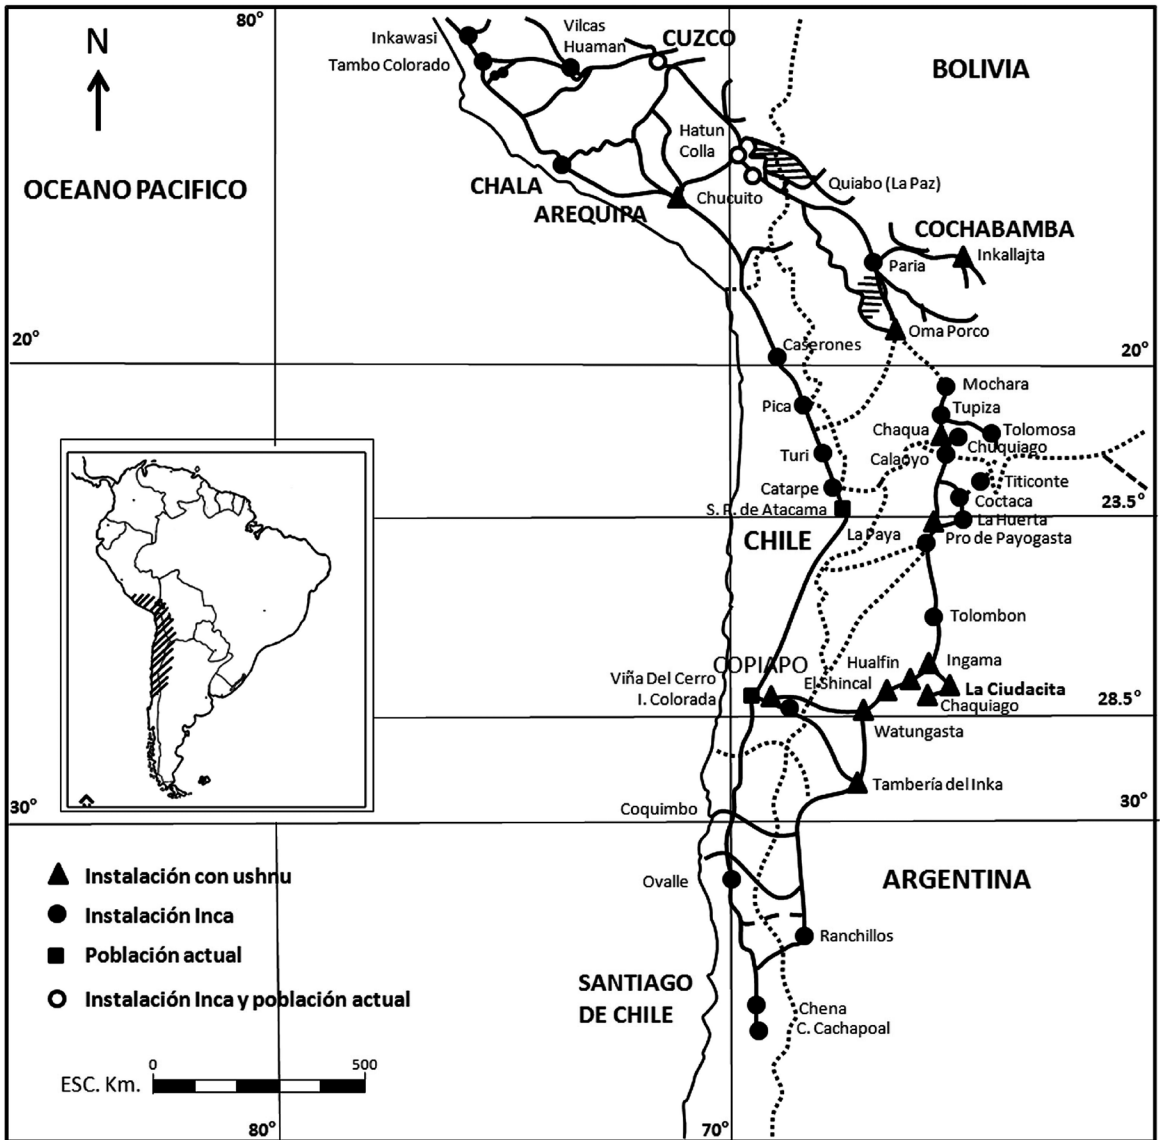 80°
N
Inkawasi
Tambo Colorado
Vilcas
Huaman
CUZCO
BOLIVIA
Hatun
Colla
OCEANO PACIFICO
CHALA
AREQUIPA
Chucuito
Quiabo (La Paz)
COCHABAMBA
Inkallajta
Paria
Oma Porco
20°
Caserones
20°
Mochara
Pica
Tupiza
Chaqua
Tolomosa
Chuquiago
Turi
Calaoyo
Catarpe
Titiconte
Coctaca
23.5°
S. P. de Atacama
La Huerta
CHILE
La Paya
Pro de Payogasta
Tolombon
COPIAPO
Hualfin
Ingama
Viña Del Cerro
El Shincal
La Ciudacita
I. Colorada
Chaquiago
28.5°
Watungasta
Tambería del Inka
30°
Coquimbo
30°
Instalación con ushnu
Ovalle
ARGENTINA
Instalación Inca
Ranchillos
Población actual
SANTIAGO
DE CHILE
Instalación Inca y población actual
Chena
C. Cachapoal
0 500
ESC. Km.
80°
70°